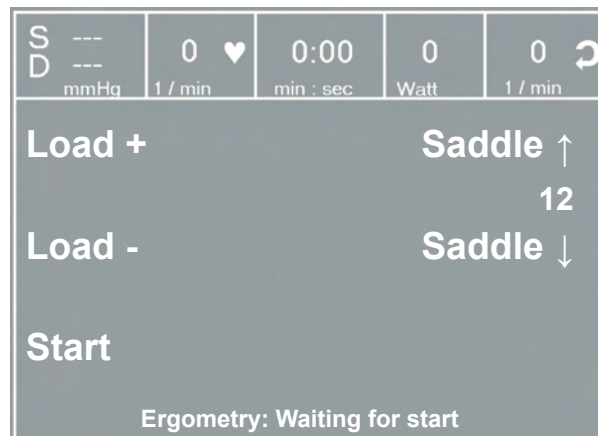 S --- 0 ♥ 0:00 0 0
D ---
mmHg 1 / min min : sec Watt 1 / min
Load + Saddle ↑
12
Load - Saddle ↓
Start
Ergometry: Waiting for start